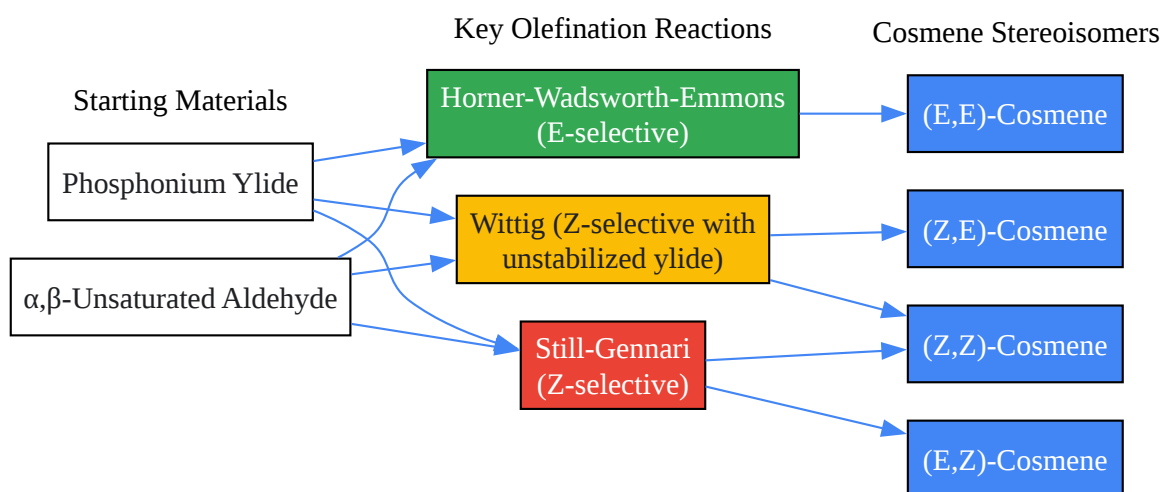 Starting Materials
Phosphonium Ylide
α,β-Unsaturated Aldehyde
Key Olefination Reactions
Horner-Wadsworth-Emmons
(E-selective)
Wittig (Z-selective with
unstabilized ylide)
Still-Gennari
(Z-selective)
Cosmene Stereoisomers
(E,E)-Cosmene
(Z,E)-Cosmene
(Z,Z)-Cosmene
(E,Z)-Cosmene